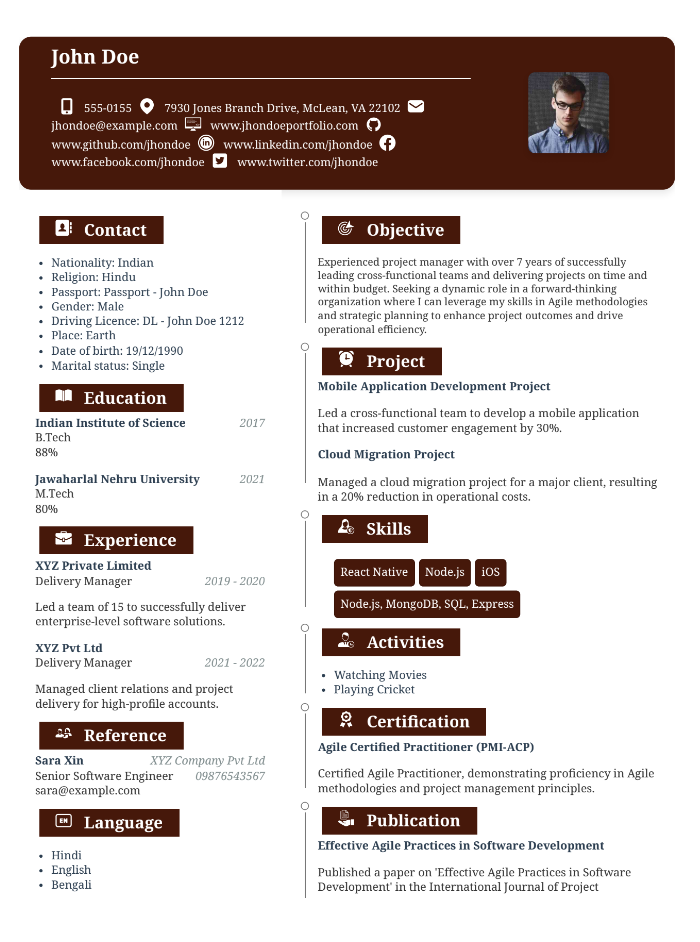 John Doe
555-0155 7930 Jones Branch Drive, McLean, VA 22102
jhondoe@example.com www.jhondoeportfolio.com
www.github.com/jhondoe www.linkedin.com/jhondoe
www.facebook.com/jhondoe www.twitter.com/jhondoe
Contact
• Nationality: Indian
• Religion: Hindu
• Passport: Passport - John Doe
• Gender: Male
• Driving Licence: DL - John Doe 1212
• Place: Earth
• Date of birth: 19/12/1990
• Marital status: Single
Education
Indian Institute of Science 2017
B.Tech
88%
Jawaharlal Nehru University 2021
M.Tech
80%
Experience
XYZ Private Limited
Delivery Manager 2019 - 2020
Led a team of 15 to successfully deliver
enterprise-level software solutions.
XYZ Pvt Ltd
Delivery Manager 2021 - 2022
Managed client relations and project
delivery for high-profile accounts.
Reference
Sara Xin XYZ Company Pvt Ltd
Senior Software Engineer 09876543567
sara@example.com
EN Language
• Hindi
• English
• Bengali
Objective
Experienced project manager with over 7 years of successfully
leading cross-functional teams and delivering projects on time and
within budget. Seeking a dynamic role in a forward-thinking
organization where I can leverage my skills in Agile methodologies
and strategic planning to enhance project outcomes and drive
operational efficiency.
Project
Mobile Application Development Project
Led a cross-functional team to develop a mobile application
that increased customer engagement by 30%.
Cloud Migration Project
Managed a cloud migration project for a major client, resulting
in a 20% reduction in operational costs.
Skills
React Native Node.js iOS
Node.js, MongoDB, SQL, Express
Activities
• Watching Movies
• Playing Cricket
Certification
Agile Certified Practitioner (PMI-ACP)
Certified Agile Practitioner, demonstrating proficiency in Agile
methodologies and project management principles.
Publication
Effective Agile Practices in Software Development
Published a paper on 'Effective Agile Practices in Software
Development' in the International Journal of Project